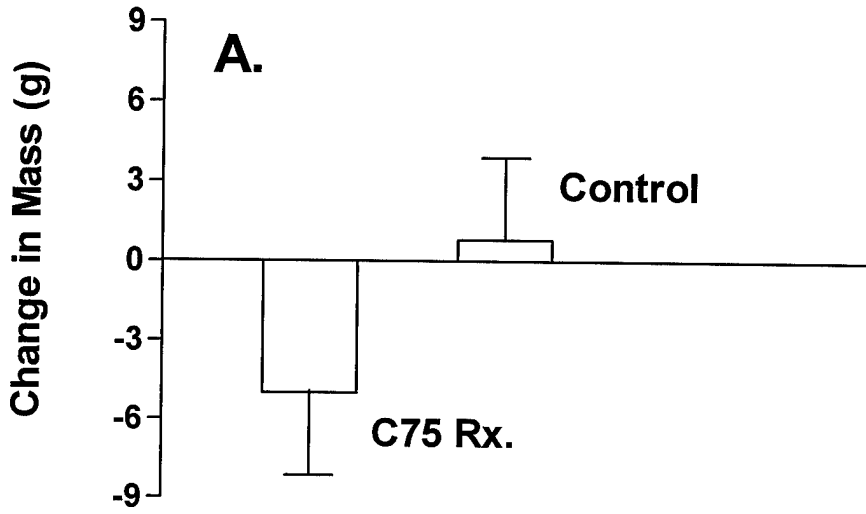 A.
Change in Mass (g)
9
6
3
0
-3
-6
-9
Control
C75 Rx.